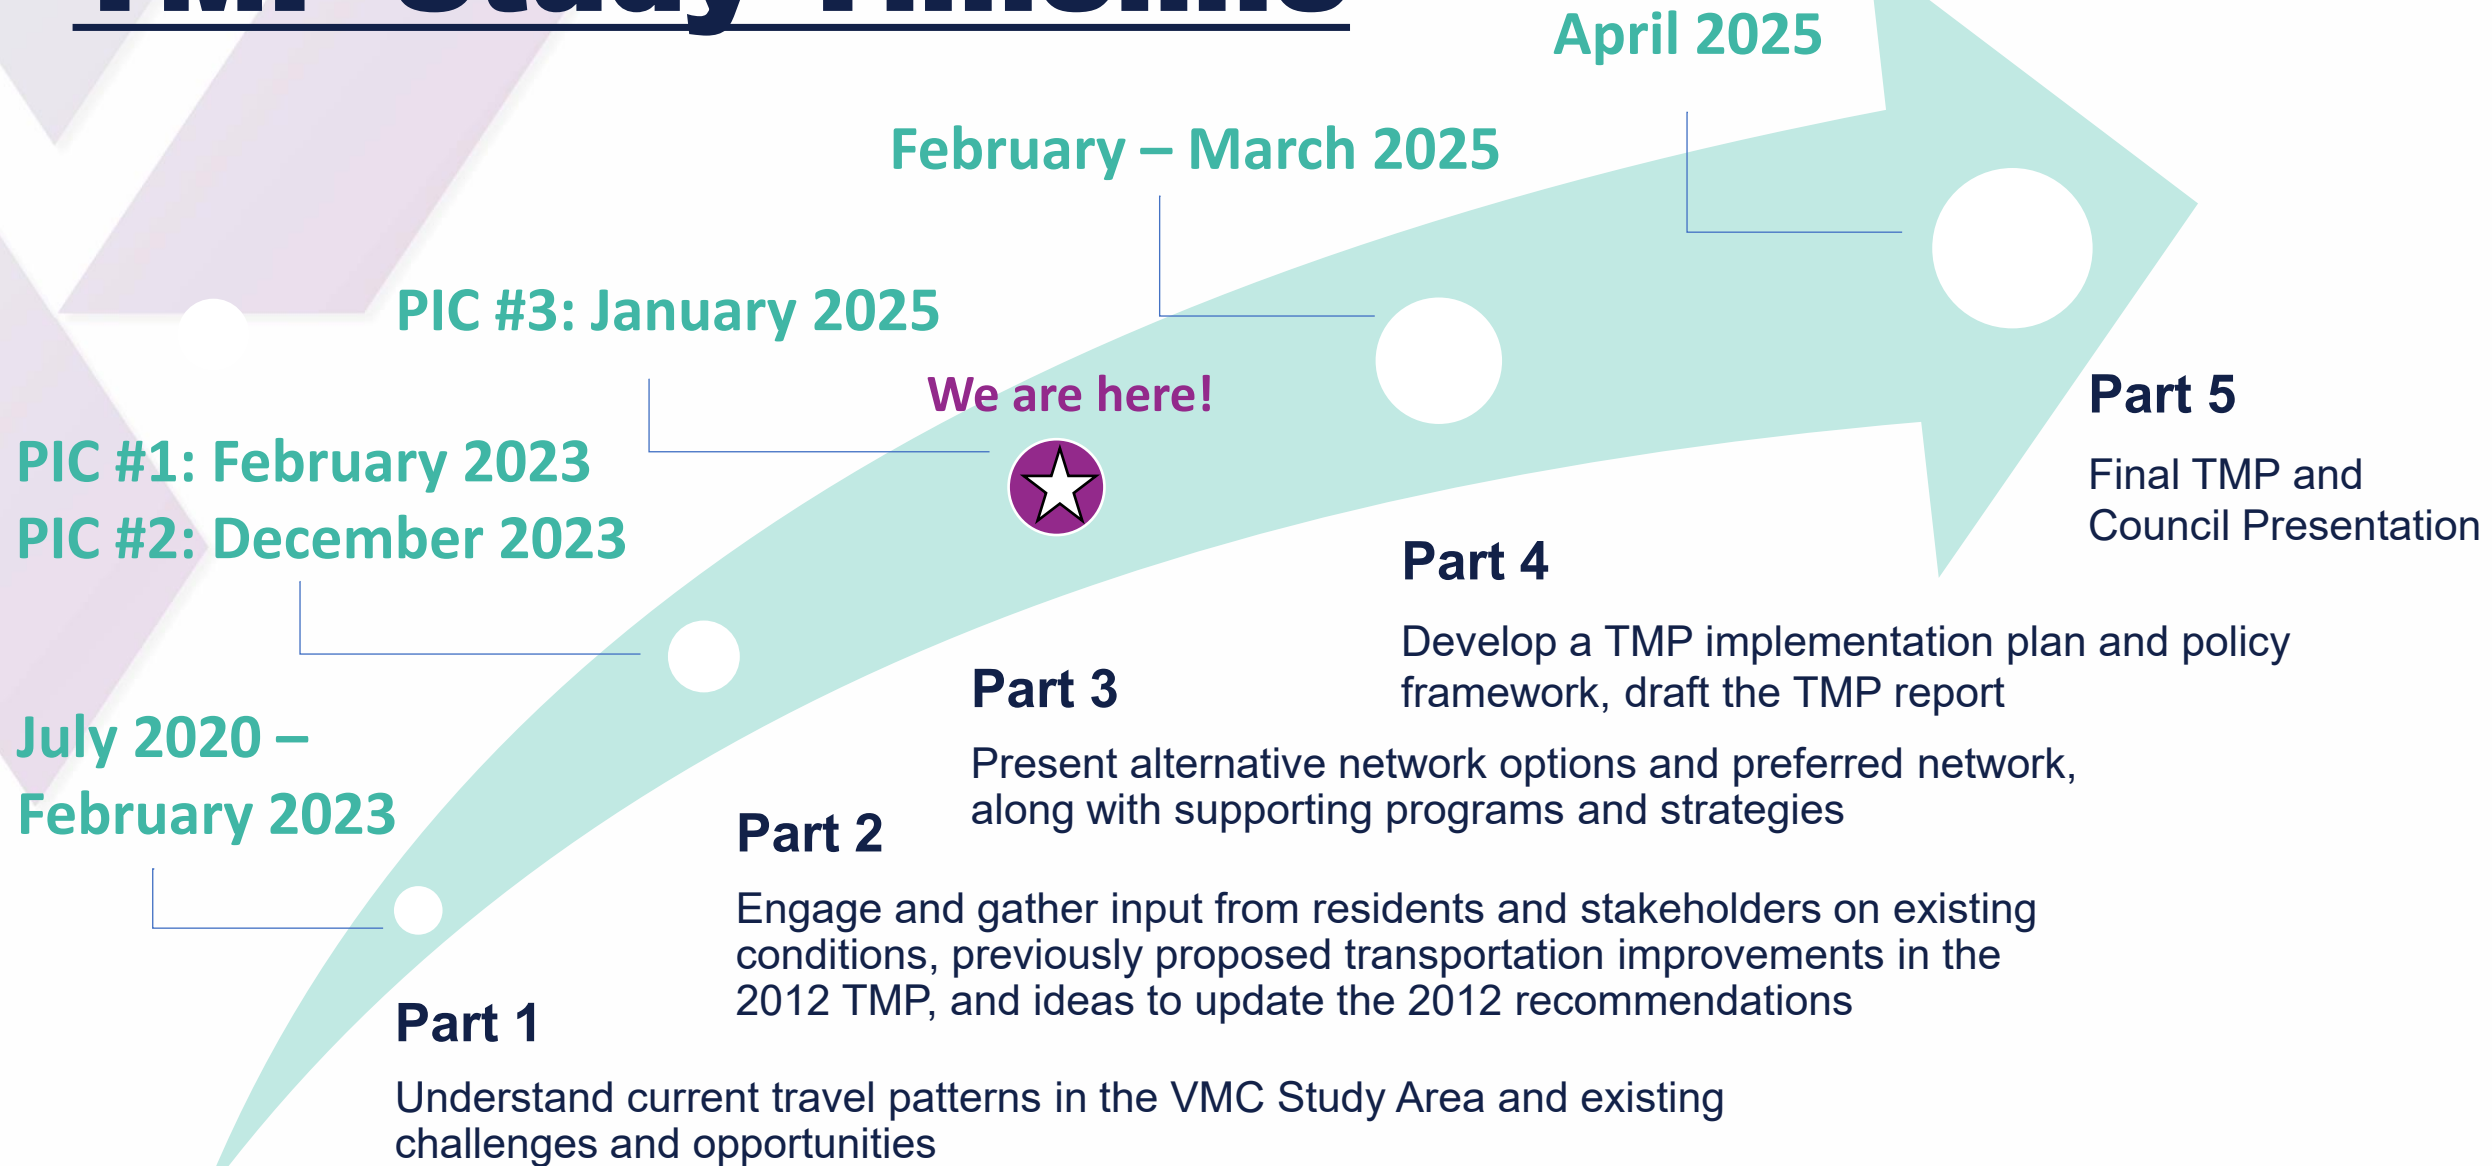 TMP Study Timeline
April 2025
February – March 2025
PIC #3: January 2025
We are here!
PIC #1: February 2023
PIC #2: December 2023
July 2020 –
February 2023
Part 5
Final TMP and
Council Presentation
Part 4
Develop a TMP implementation plan and policy
framework, draft the TMP report
Part 3
Present alternative network options and preferred network,
along with supporting programs and strategies
Part 2
Engage and gather input from residents and stakeholders on existing
conditions, previously proposed transportation improvements in the
2012 TMP, and ideas to update the 2012 recommendations
Part 1
Understand current travel patterns in the VMC Study Area and existing
challenges and opportunities